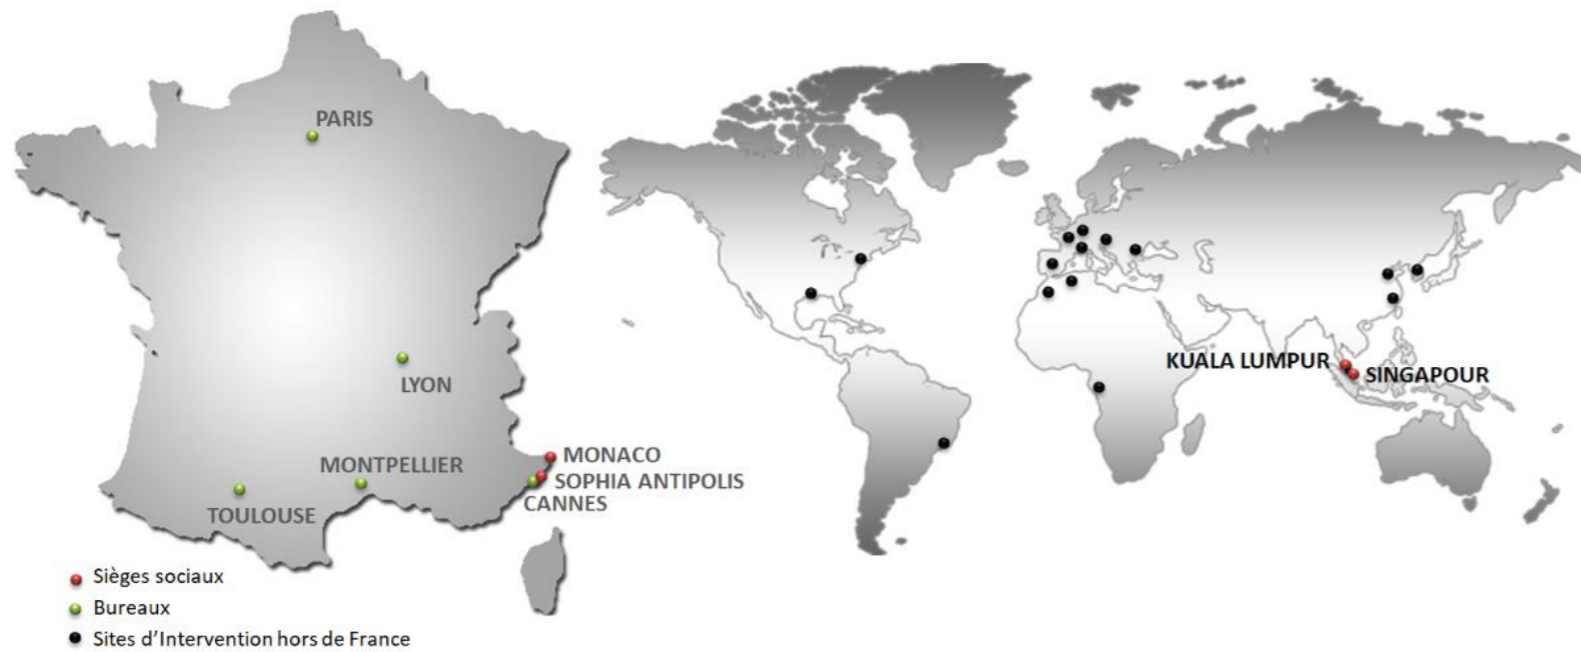 PARIS
LYON
MONTPELLIER
TOULOUSE
MONACO
SOPHIA ANTIPOLIS
CANNES
Sièges sociaux
Bureaux
Sites d'Intervention hors de France
KUALA LUMPUR
SINGAPOUR